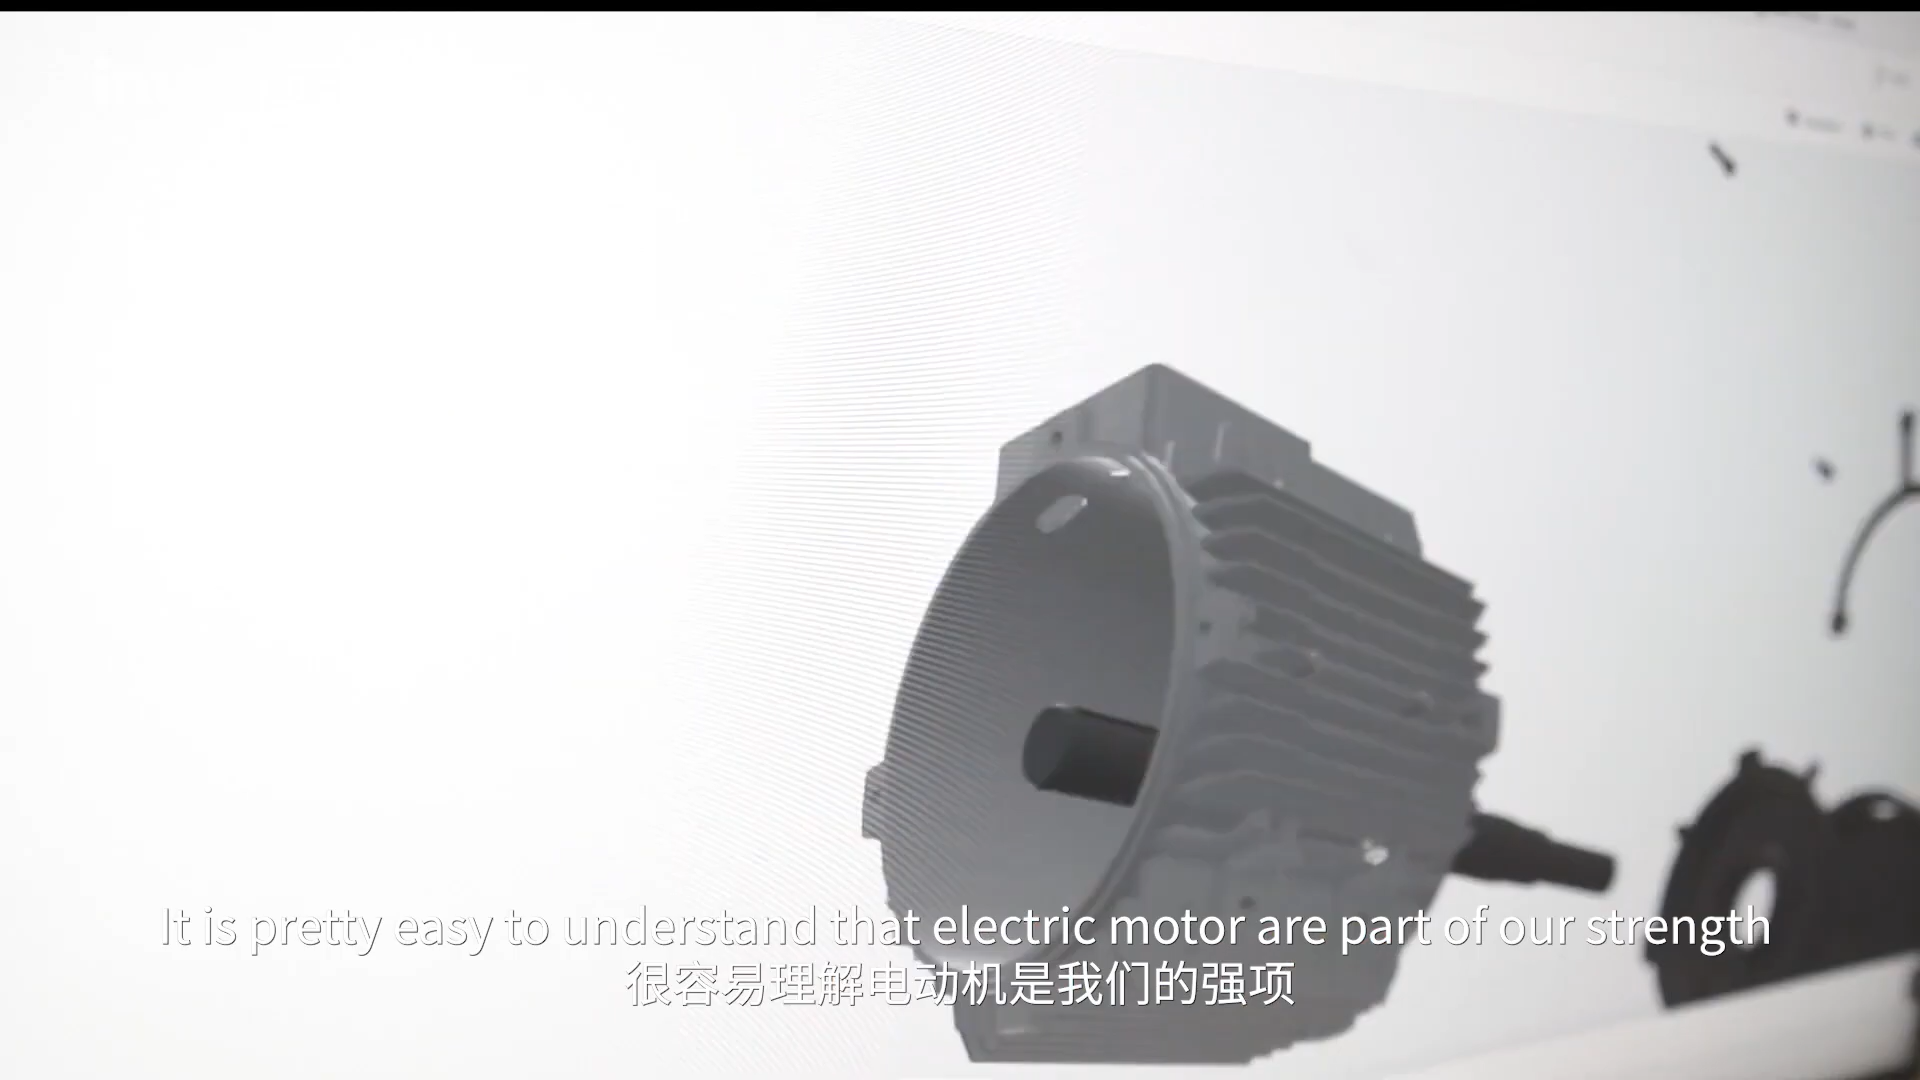 It is pretty easy to understand that electric motor are part of our strength
很容易理解电动机是我们的强项